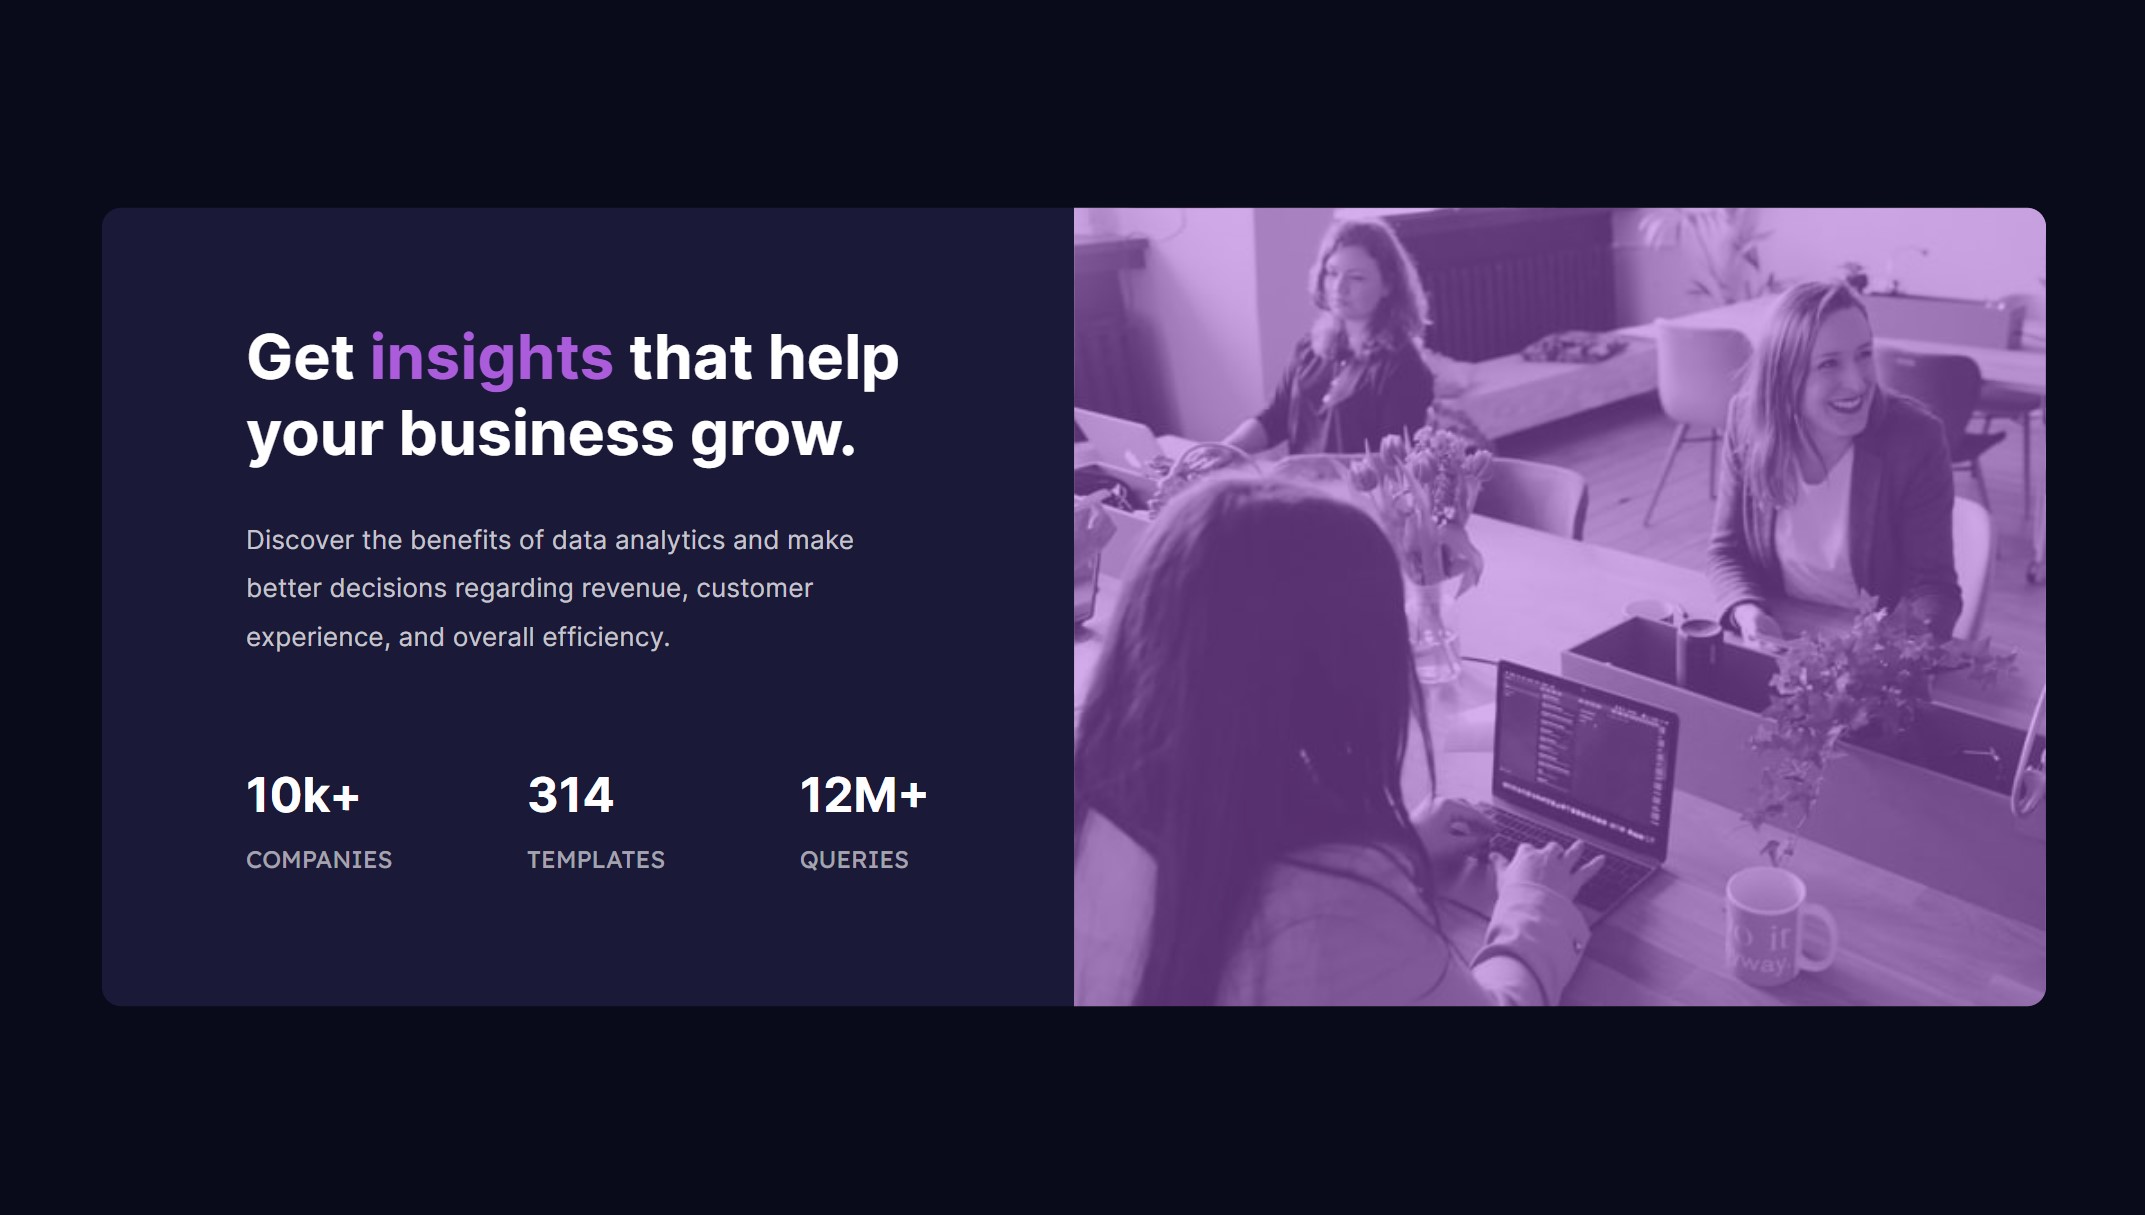 Get insights that help
your business grow.
Discover the benefits of data analytics and make
better decisions regarding revenue, customer
experience, and overall efficiency.
10k+
COMPANIES
314
TEMPLATES
12M+
QUERIES